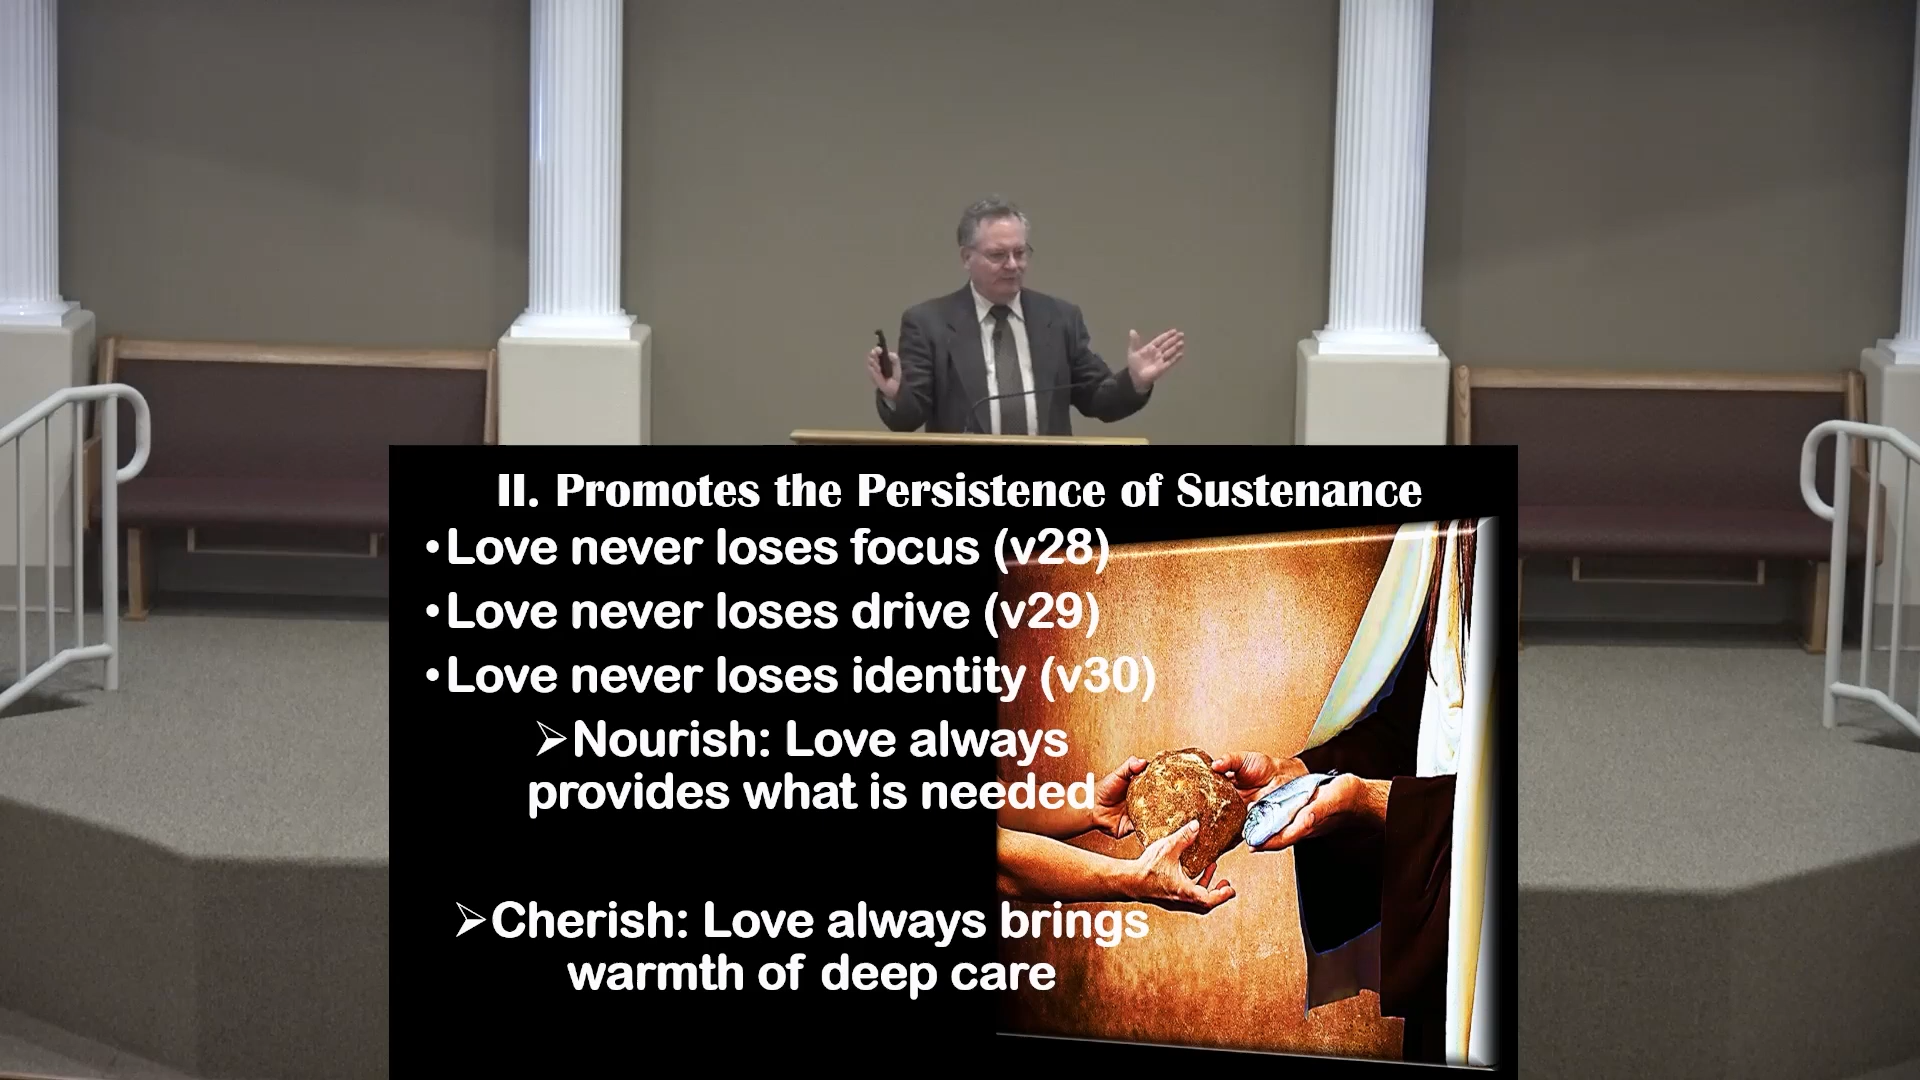 II. Promotes the Persistence of Sustenance
•Love never loses focus (v28)
•Love never loses drive (v29)
•Love never loses identity (v30)
➢Nourish: Love always
provides what is needed
➢Cherish: Love always brings
warmth of deep care